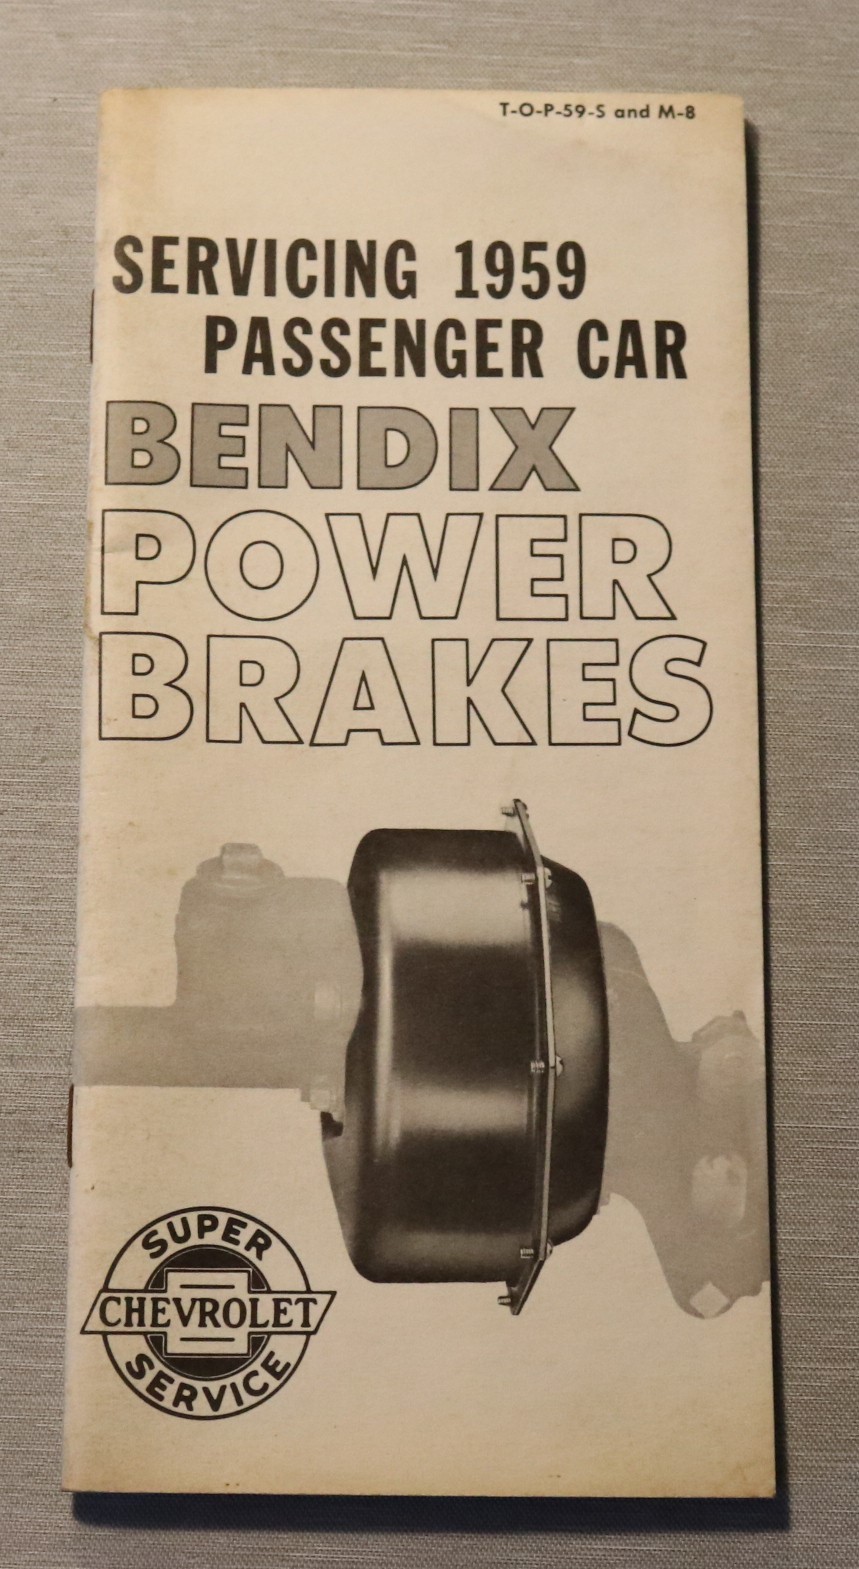 T-O-P-59-S and M-8
SERVICING 1959
PASSENGER CAR
BENDIX
POWER
BRAKES
SUPER
CHEVROLET
SERVICE